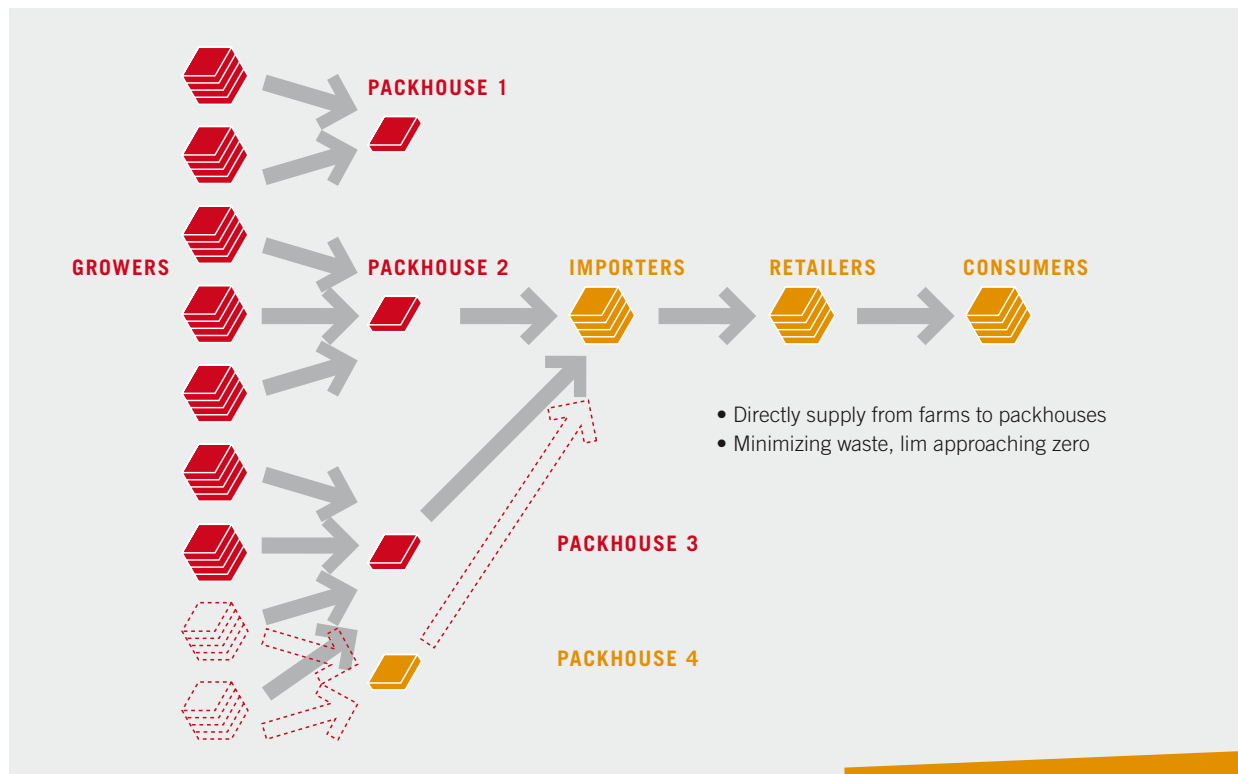 PACKHOUSE 1
GROWERS
PACKHOUSE 2
IMPORTERS
RETAILERS
CONSUMERS
• Directly supply from farms to packhouses
• Minimizing waste, lim approaching zero
PACKHOUSE 3
PACKHOUSE 4